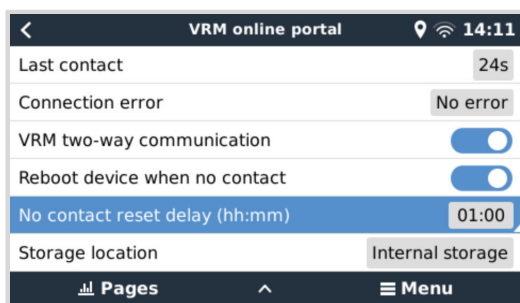 VRM online portal 14:11
Last contact 24s
Connection error No error
VRM two-way communication
Reboot device when no contact
No contact reset delay (hh:mm) 01:00
Storage location Internal storage
Pages Menu